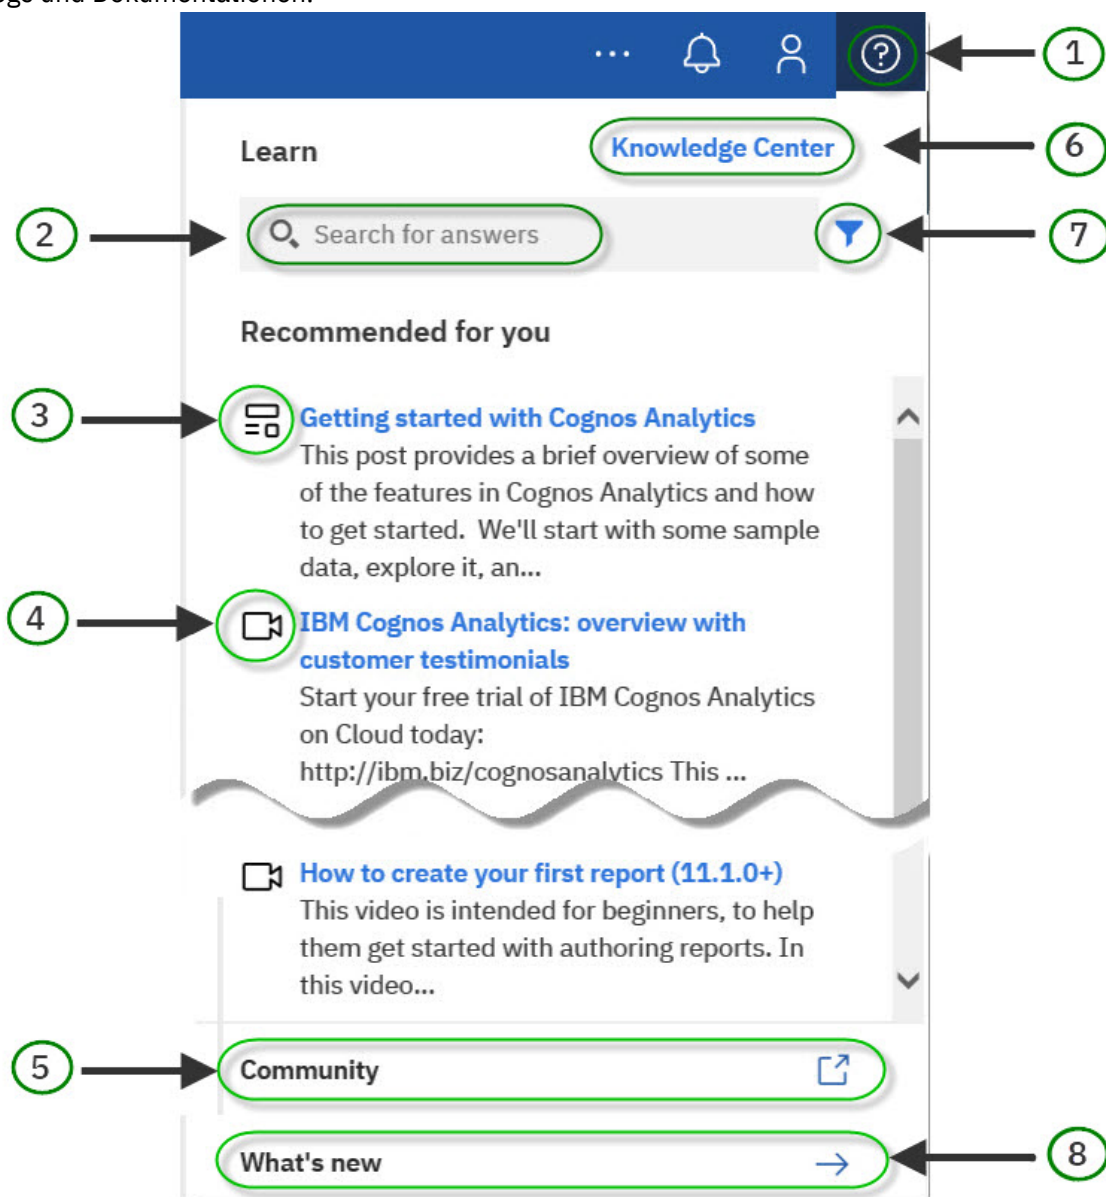 und Dokumentationen.
1
Learn
Knowledge Center
6
2
Search for answers
7
Recommended for you
3
Getting started with Cognos Analytics
This post provides a brief overview of some
of the features in Cognos Analytics and how
to get started. We'll start with some sample
data, explore it, an...
4
IBM Cognos Analytics: overview with
customer testimonials
Start your free trial of IBM Cognos Analytics
on Cloud today:
http://ibm.biz/cognosanalytics This ...
How to create your first report (11.1.0+)
This video is intended for beginners, to help
them get started with authoring reports. In
this video...
5
Community
What's new
8